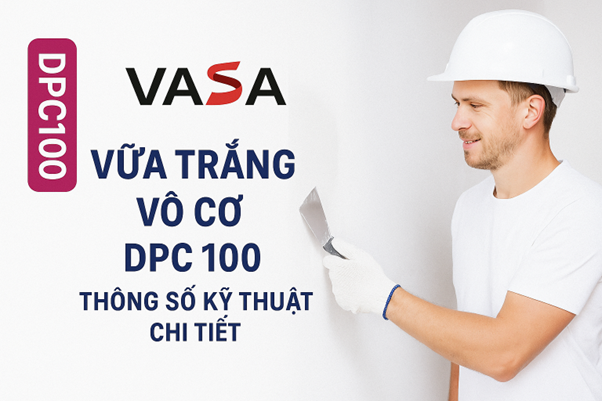 DPC100
VASA
VỮA TRẮNG
VÔ CƠ
DPC 100
THÔNG SỐ KỸ THUẬT
CHI TIẾT